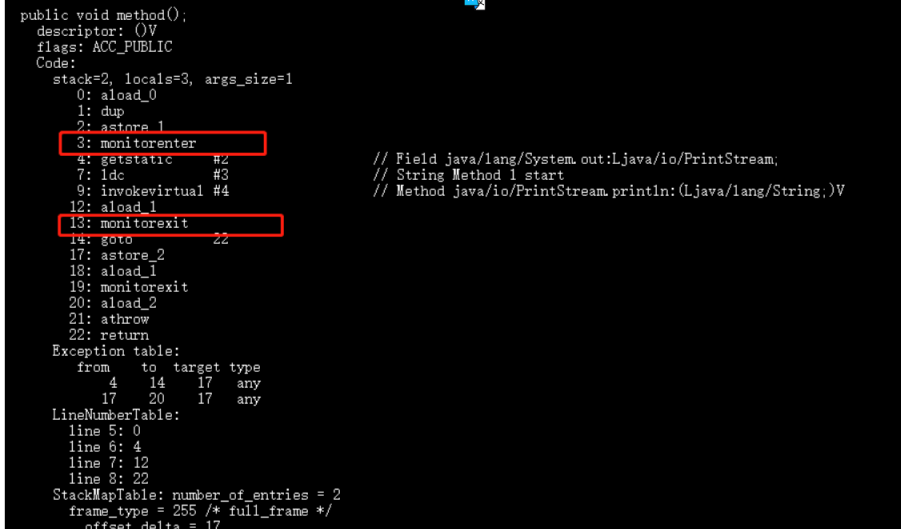 public void method();
descriptor: ()V
flags: ACC_PUBLIC
Code:
stack=2, locals=3, args_size=1
0: aload_0
1: dup
2: astore_1
3: monitorenter
4: getstatic #2 // Field java/lang/System.out:Ljava/io/PrintStream;
7: ldc #3 // String Method 1 start
9: invokevirtual #4 // Method java/io/PrintStream.println:(Ljava/lang/String;)V
12: aload_1
13: monitorexit
14: goto 22
17: astore_2
18: aload_1
19: monitorexit
20: aload_2
21: athrow
22: return
Exception table:
from to target type
4 14 17 any
17 20 17 any
LineNumberTable:
line 5: 0
line 6: 4
line 7: 12
line 8: 22
StackMapTable: number_of_entries = 2
frame_type = 255 /* full_frame */
offset_delta = 17